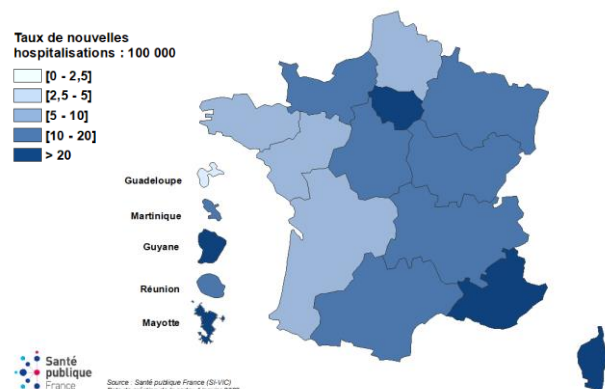 Taux de nouvelles
hospitalisations : 100 000
[0 - 2,5]
[2,5 - 5]
[5 - 10]
[10 - 20]
> 20
Guadeloupe
Martinique
Guyane
Réunion
Mayotte
Santé
publique
France
Source : Santé publique France (SI-VIC)